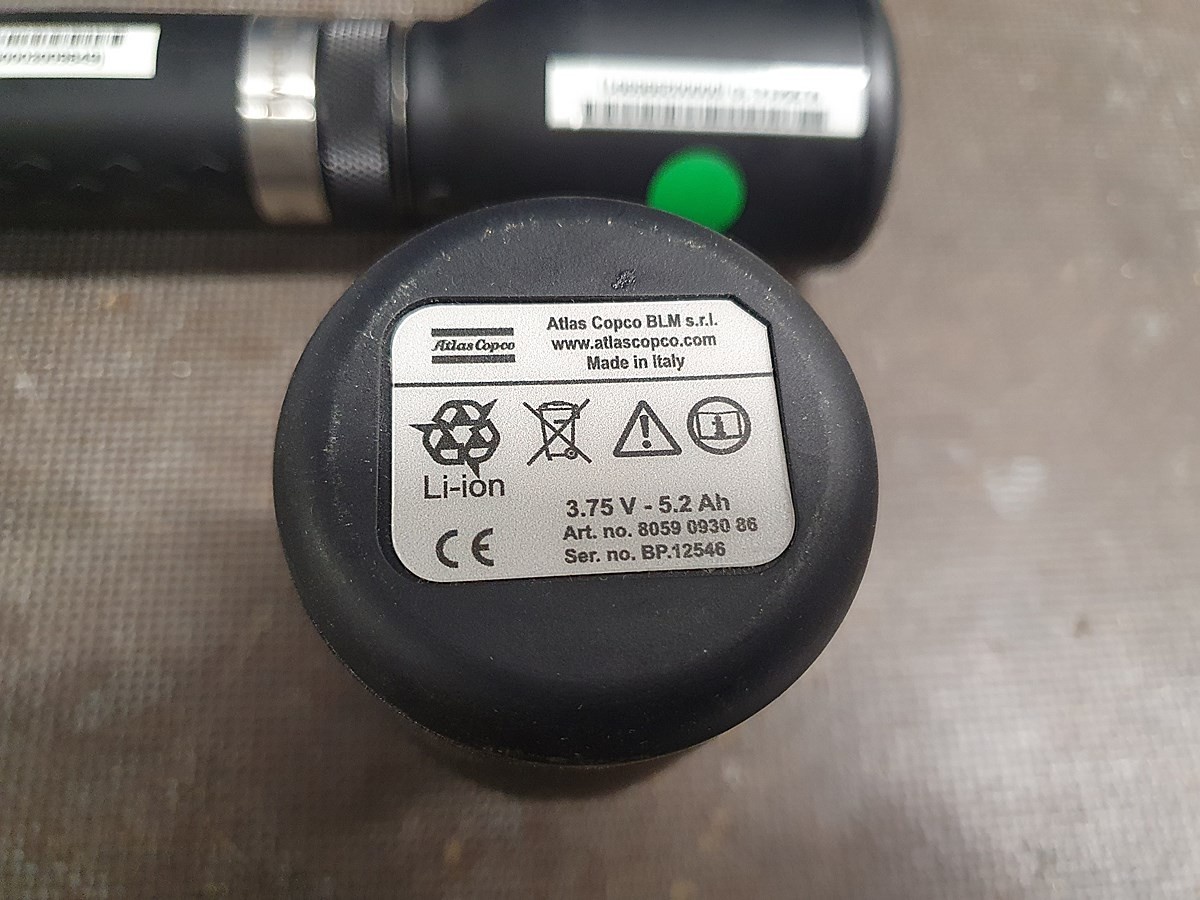 Atlas Copco
Atlas Copco BLM s.r.l.
www.atlascopco.com
Made in Italy
Li-ion
CE
3.75 V - 5.2 Ah
Art. no. 8059 0930 86
Ser. no. BP.12546